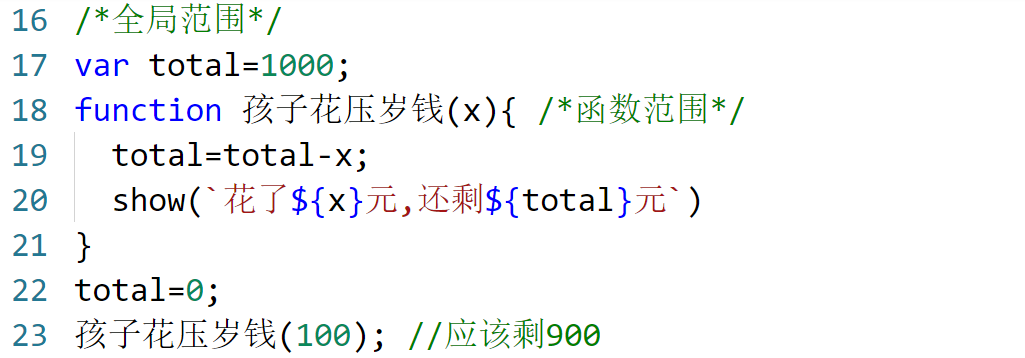 16 /*全局范围*/
17 var total=1000;
18 function 孩子花压岁钱(x){ /*函数范围*/
19   total=total-x;
20   show(`花了${x}元,还剩${total}元`)
21 }
22 total=0;
23 孩子花压岁钱(100); //应该剩900